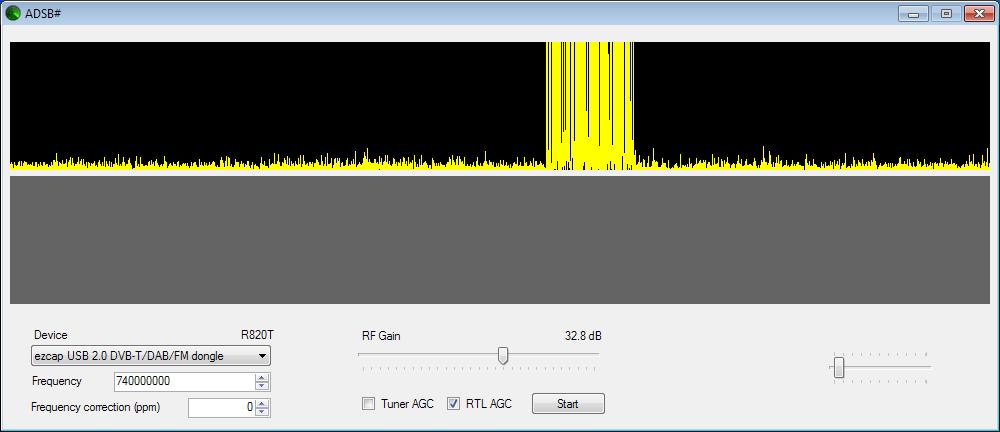 ADSB#
Device R820T
ezcap USB 2.0 DVB-T/DAB/FM dongle
Frequency 740000000
Frequency correction (ppm) 0
RF Gain 32.8 dB
Tuner AGC RTL AGC Start